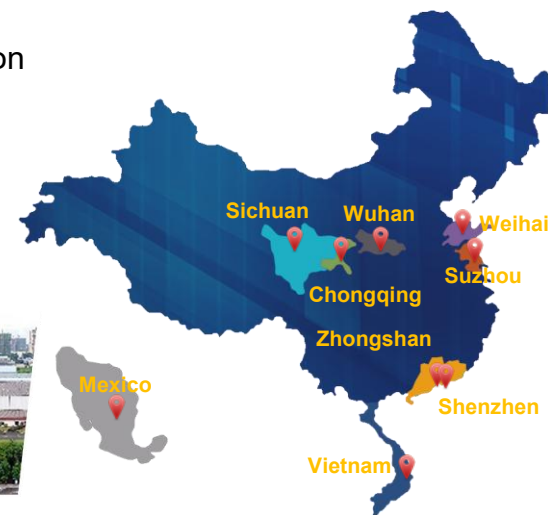 on
Sichuan
Wuhan
Weihai
Suzhou
Chongqing
Zhongshan
Mexico
Shenzhen
Vietnam